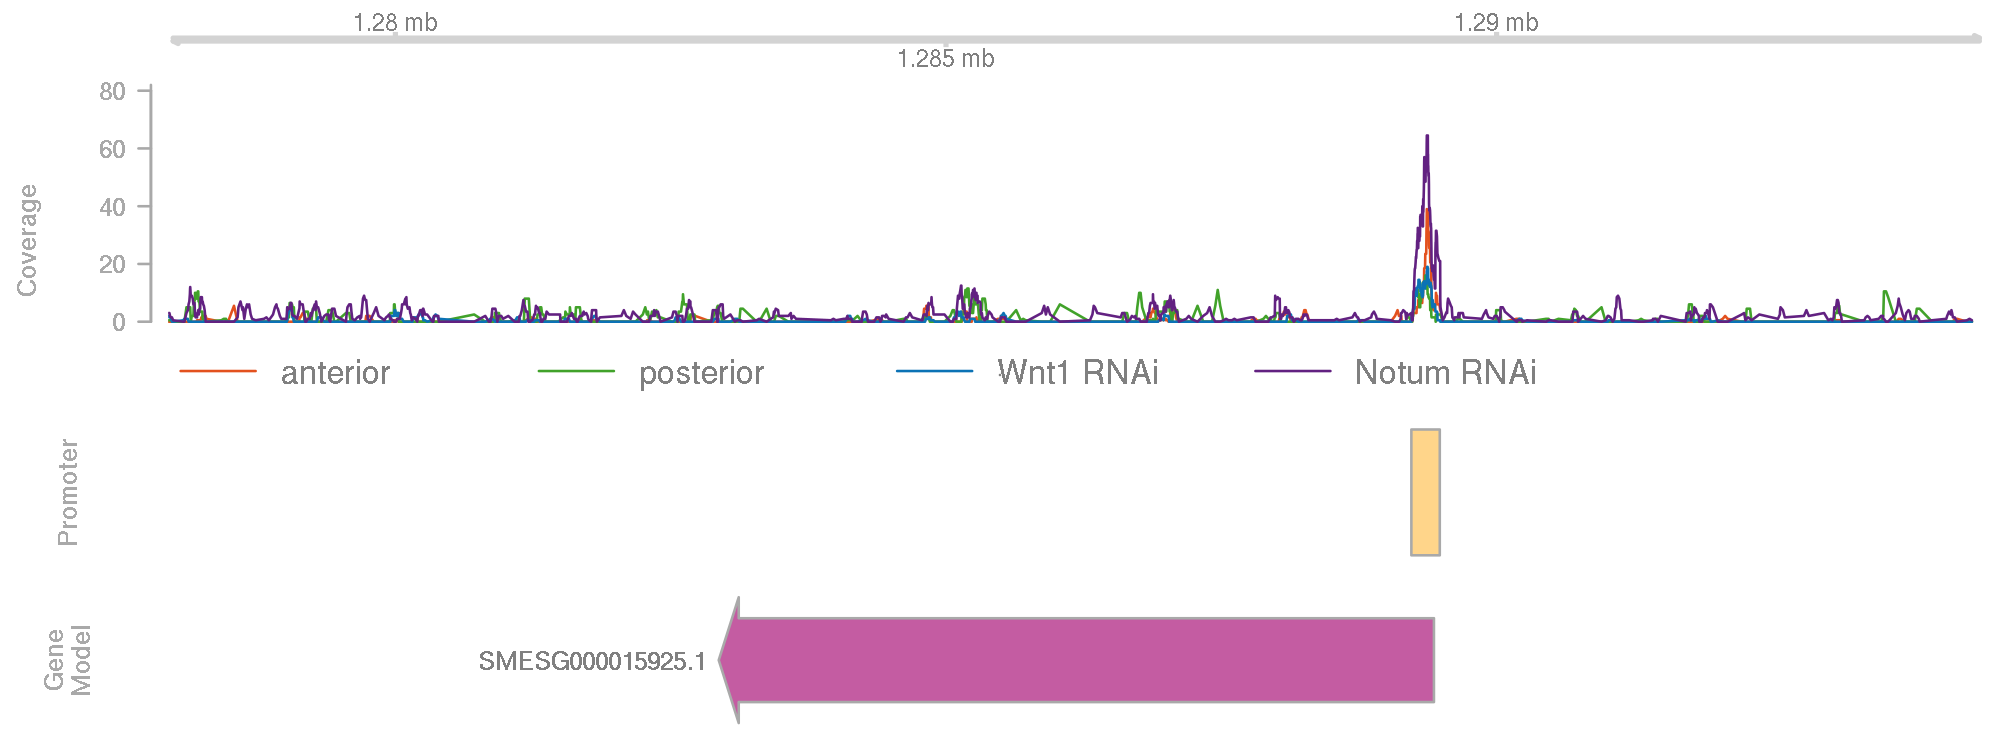 1.28 mb
1.29 mb
1.285 mb
Coverage
80
60
40
20
0
anterior
posterior
Wnt1 RNAi
Notum RNAi
Promoter
Gene
Model
SMESG000015925.1